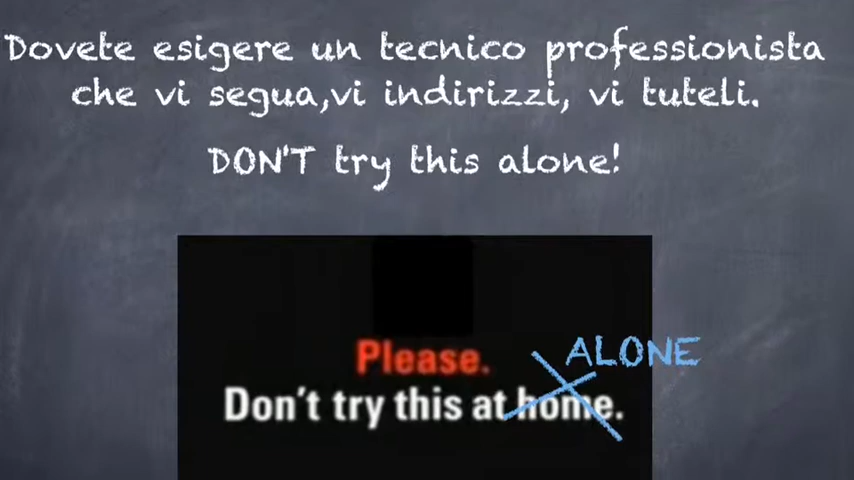 Dovete esigere un tecnico professionista
che vi segua,vi indirizzi, vi tuteli.
DON'T try this alone!
ALONE
Please.
Don't try this at home.